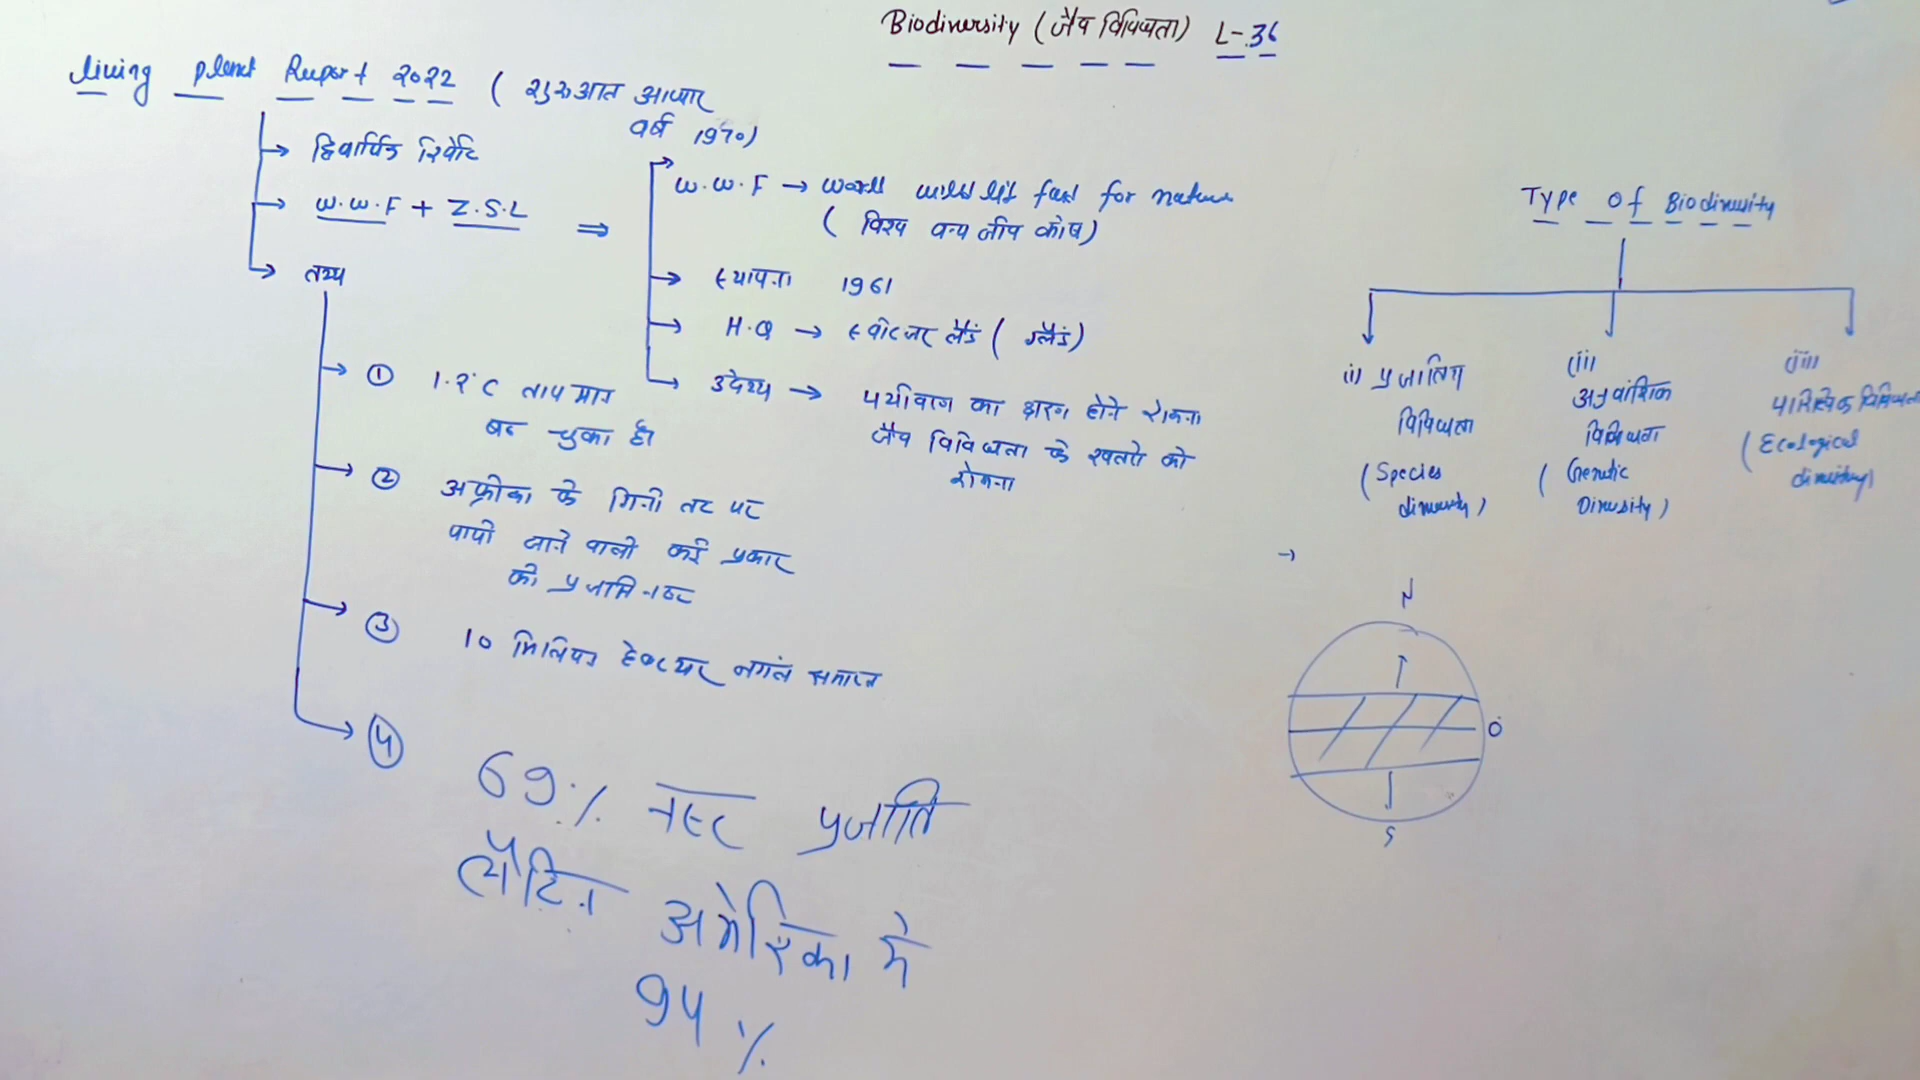 Biodiversity (जैव विविधता) L-36
Living planet Report 2022 (शुरुआत आधार
वर्ष 1970)
द्विवार्षिक रिपोर्ट
W.W.F + Z.S.L
तथ्य
① 1.2°C तापमान
बढ़ चुका है।
② अफ्रीका के गिनी तट पर
पायी जाने वाली कई प्रकार
की प्रजाति नष्ट
③ 10 मिलियन हेक्टेयर जगंल समाप्त
④ 69% नष्ट प्रजाति
लैटिन अमेरिका में
94%
W.W.F → world wild life for nature
(विश्व वन्य जीव कोष)
स्थापना 1961
H.Q → स्वीटजर लैंड (ग्लैंड)
उदेश्य → पर्यावरण का क्षरण होने रोकना
जैव विविधता के खतरो को
रोकना
Type of Biodiversity
(i) प्रजातिय
विविधता
(Species
diversity)
(ii)
अनुवांशिक
विविधता
(Genetic
Diversity)
(iii)
पारिस्थितिक विविधता
(Ecological
diversity)
→
N
0
S